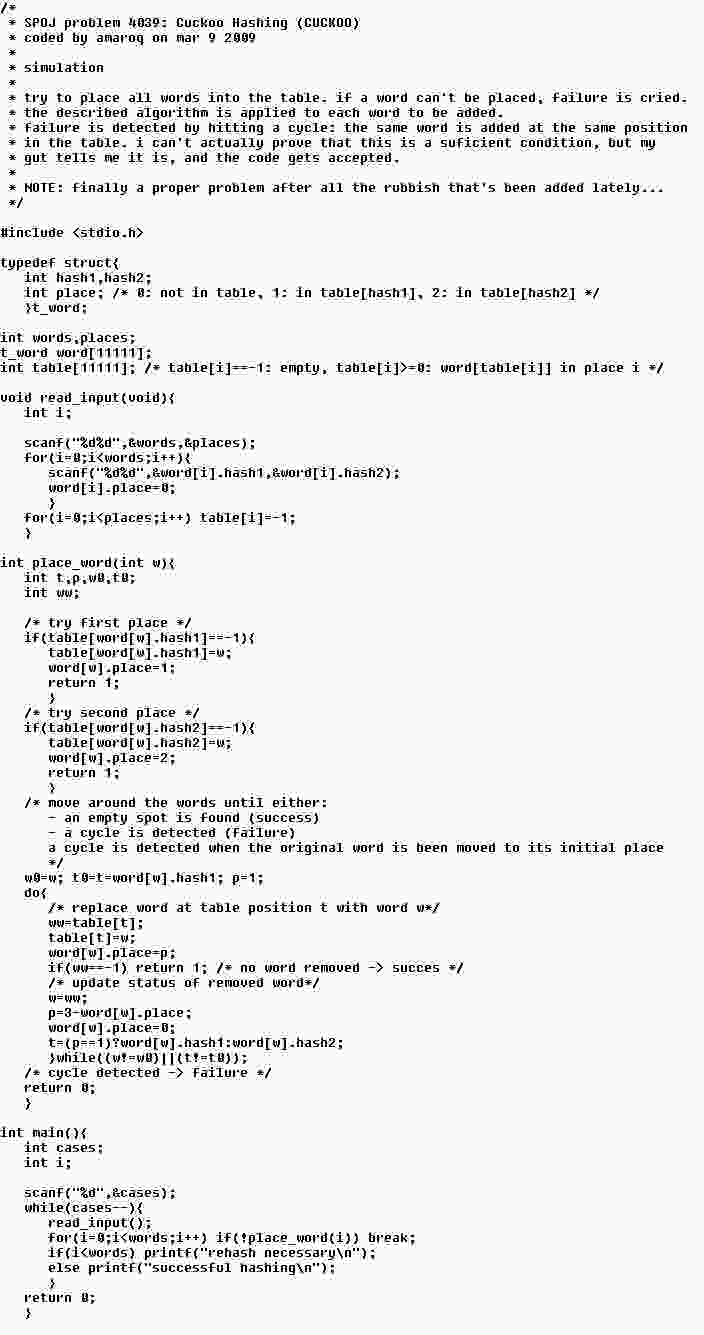 /*
 * SPOJ problem 4039: Cuckoo Hashing (CUCKOO)
 * coded by amaroq on mar 9 2009
 *
 * simulation
 *
 * try to place all words into the table. if a word can't be placed, failure is cried.
 * the described algorithm is applied to each word to be added.
 * failure is detected by hitting a cycle: the same word is added at the same position
 * in the table. i can't actually prove that this is a suficient condition, but my
 * gut tells me it is, and the code gets accepted.
 *
 * NOTE: finally a proper problem after all the rubbish that's been added lately...
 */

#include <stdio.h>

typedef struct{
   int hash1,hash2;
   int place; /* 0: not in table, 1: in table[hash1], 2: in table[hash2] */
   }t_word;

int words,places;
t_word word[11111];
int table[11111]; /* table[i]==-1: empty, table[i]>=0: word[table[i]] in place i */

void read_input(void){
   int i;

   scanf("%d%d",&words,&places);
   for(i=0;i<words;i++){
      scanf("%d%d",&word[i].hash1,&word[i].hash2);
      word[i].place=0;
      }
   for(i=0;i<places;i++) table[i]=-1;
   }

int place_word(int w){
   int t,p,w0,t0;
   int ww;

   /* try first place */
   if(table[word[w].hash1]==-1){
      table[word[w].hash1]=w;
      word[w].place=1;
      return 1;
      }
   /* try second place */
   if(table[word[w].hash2]==-1){
      table[word[w].hash2]=w;
      word[w].place=2;
      return 1;
      }
   /* move around the words until either:
      - an empty spot is found (success)
      - a cycle is detected (failure)
      a cycle is detected when the original word is been moved to its initial place
      */
   w0=w; t0=t=word[w].hash1; p=1;
   do{
      /* replace word at table position t with word w*/
      ww=table[t];
      table[t]=w;
      word[w].place=p;
      if(ww==-1) return 1; /* no word removed -> succes */
      /* update status of removed word*/
      w=ww;
      p=3-word[w].place;
      word[w].place=0;
      t=(p==1)?word[w].hash1:word[w].hash2;
      }while((w!=w0)||(t!=t0));
   /* cycle detected -> failure */
   return 0;
   }

int main(){
   int cases;
   int i;

   scanf("%d",&cases);
   while(cases--){
      read_input();
      for(i=0;i<words;i++) if(!place_word(i)) break;
      if(i<words) printf("rehash necessary\n");
      else printf("successful hashing\n");
      }
   return 0;
   }